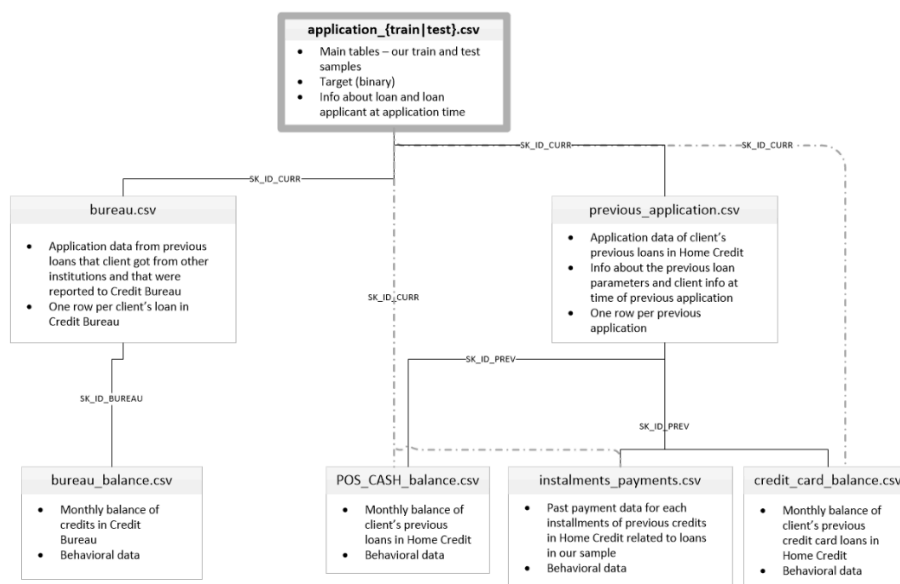 application_{train|test}.csv
• Main tables – our train and test
samples
• Target (binary)
• Info about loan and loan
applicant at application time
SK_ID_CURR
SK_ID_CURR
SK_ID_CURR
bureau.csv
• Application data from previous
loans that client got from other
institutions and that were
reported to Credit Bureau
• One row per client's loan in
Credit Bureau
SK_ID_CURR
previous_application.csv
• Application data of client's
previous loans in Home Credit
• Info about the previous loan
parameters and client info at
time of previous application
• One row per previous
application
SK_ID_PREV
SK_ID_BUREAU
SK_ID_PREV
bureau_balance.csv
• Monthly balance of
credits in Credit
Bureau
• Behavioral data
POS_CASH_balance.csv
• Monthly balance of
client's previous
loans in Home Credit
• Behavioral data
instalments_payments.csv
• Past payment data for each
installments of previous credits
in Home Credit related to loans
in our sample
• Behavioral data
credit_card_balance.csv
• Monthly balance of
client's previous
credit card loans in
Home Credit
• Behavioral data